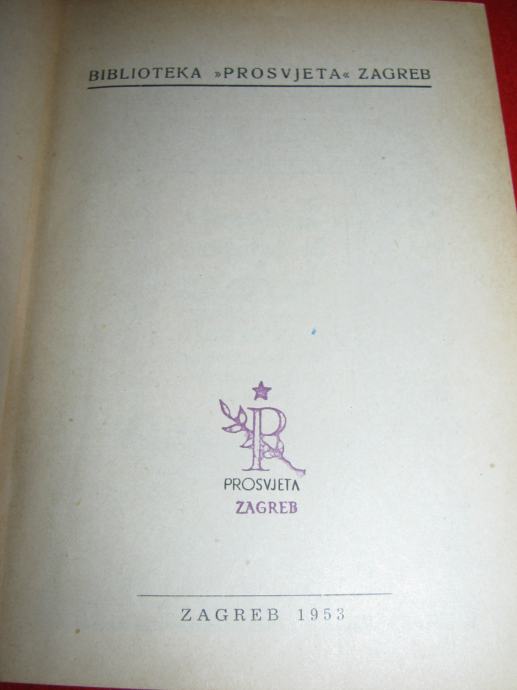 BIBLIOTEKA »PROSVJETA« ZAGREB
PROSVJETA
ZAGREB
ZAGREB 1953